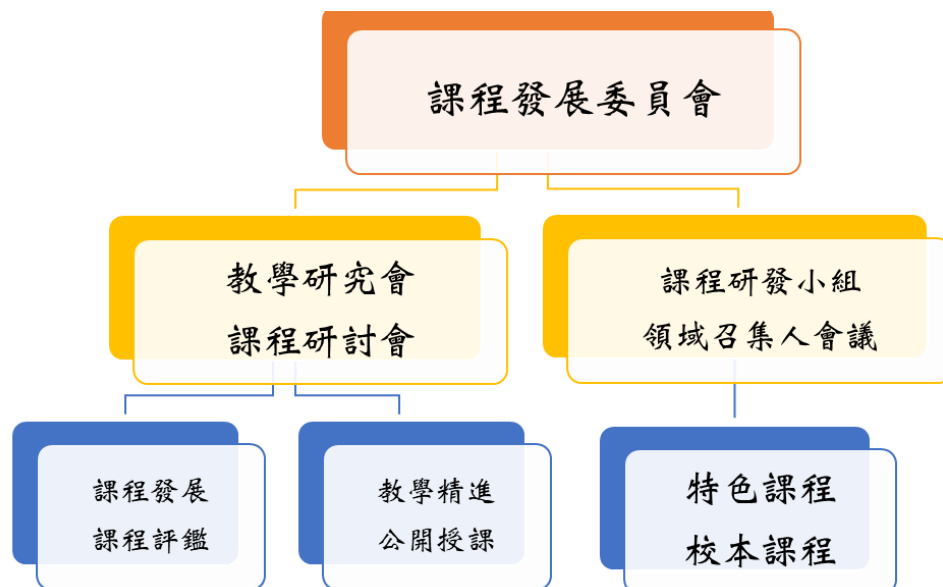 課程發展委員會
教學研究會
課程研討會
課程研發小組
領域召集人會議
課程發展
課程評鑑
教學精進
公開授課
特色課程
校本課程